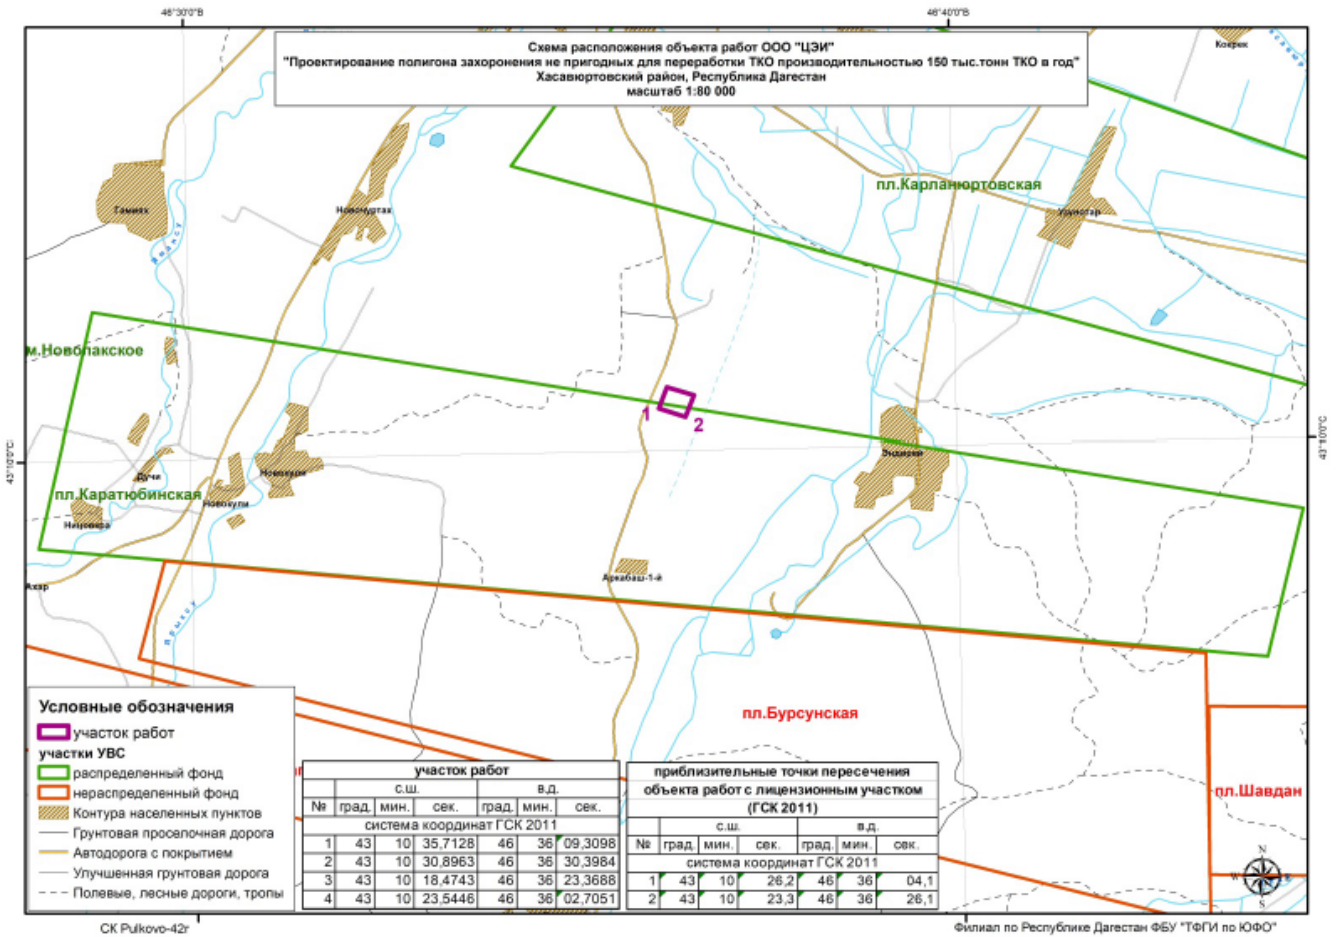 46°30'0"В
46°40'0"В
Схема расположения объекта работ ООО "ЦЭИ"
"Проектирование полигона захоронения не пригодных для переработки ТКО производительностью 150 тыс.тонн ТКО в год"
Хасавюртовский район, Республика Дагестан
масштаб 1:80 000
Кокрек
пл.Карланюртовская
Гамиях
Новочуртах
Ямансу
м.Новолакское
1
2
Эндирей
43°10'0"С
43°10'0"С
Дучи
Новокули
пл.Каратюбинская
Новокули
Аркабаш-1-й
пл.Бурсунская
пл.Шавдан
Условные обозначения
участок работ
участки УВС
распределенный фонд
нераспределенный фонд
Контура населенных пунктов
Грунтовая проселочная дорога
Автодорога с покрытием
Улучшенная грунтовая дорога
Полевые, лесные дороги, тропы
участок работ
с.ш. в.д.
№ град. мин. сек. град. мин. сек.
система координат ГСК 2011
1 43 10 35,7128 46 36 09,3098
2 43 10 30,8963 46 36 30,3984
3 43 10 18,4743 46 36 23,3688
4 43 10 23,5446 46 36 02,7051
приблизительные точки пересечения
объекта работ с лицензионным участком
(ГСК 2011)
с.ш. в.д.
№ град. мин. сек. град. мин. сек.
система координат ГСК 2011
1 43 10 26,2 46 36 04,1
2 43 10 23,3 46 36 26,1
N
W E
S
СК Pulkovo-42г
Филиал по Республике Дагестан ФБУ "ТФГИ по ЮФО"